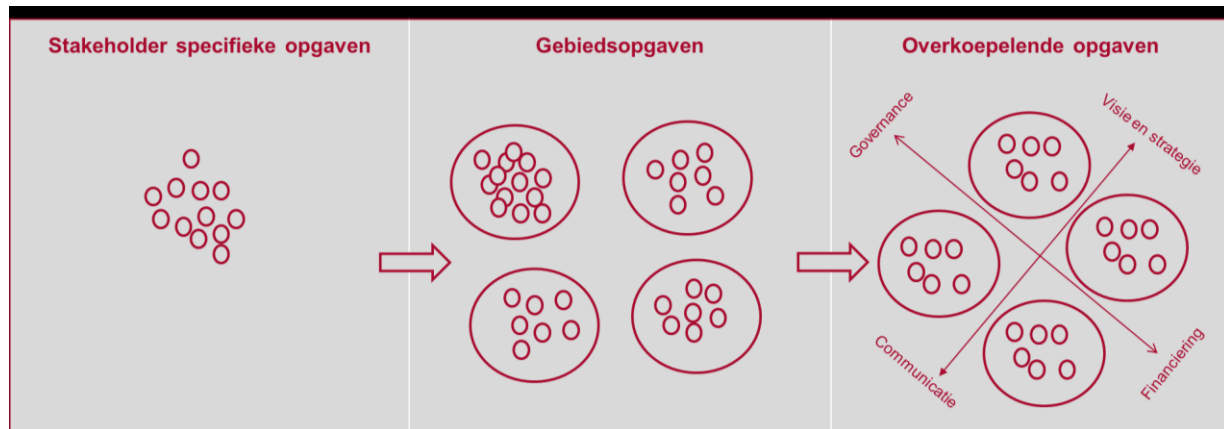 Stakeholder specifieke opgaven
Gebiedsopgaven
Overkoepelende opgaven
Governance
Visie en strategie
Communicatie
Financiering